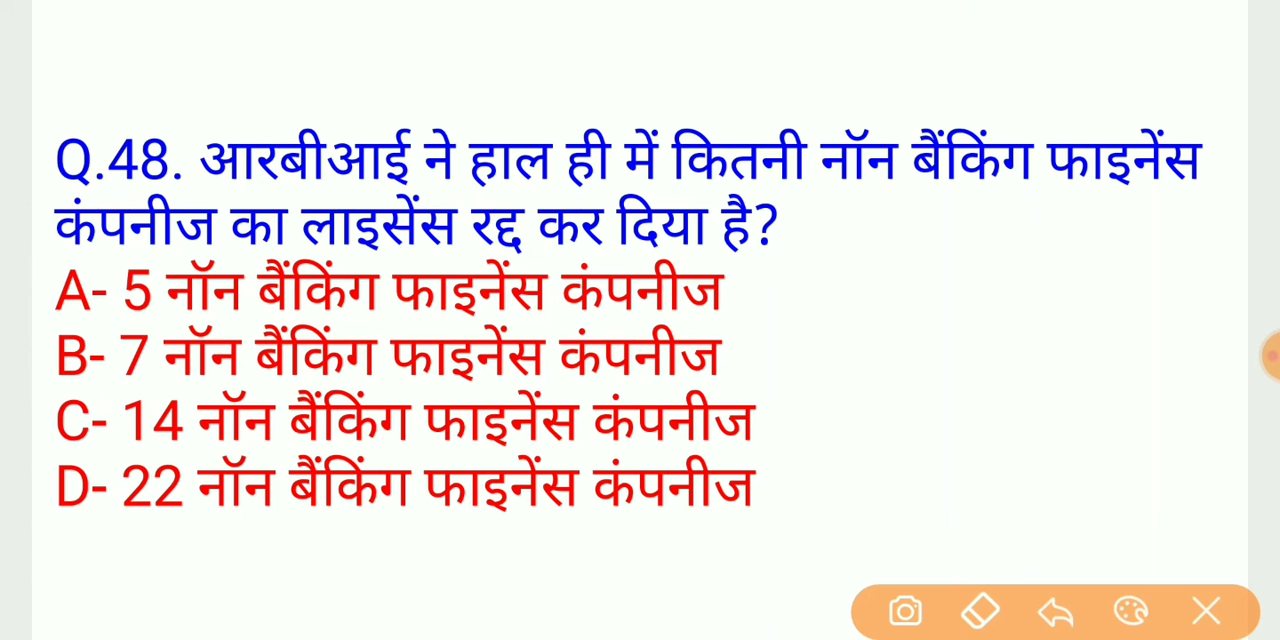 Q.48. आरबीआई ने हाल ही में कितनी नॉन बैंकिंग फाइनेंस
कंपनीज का लाइसेंस रद्द कर दिया है?
A- 5 नॉन बैंकिंग फाइनेंस कंपनीज
B- 7 नॉन बैंकिंग फाइनेंस कंपनीज
C- 14 नॉन बैंकिंग फाइनेंस कंपनीज
D- 22 नॉन बैंकिंग फाइनेंस कंपनीज